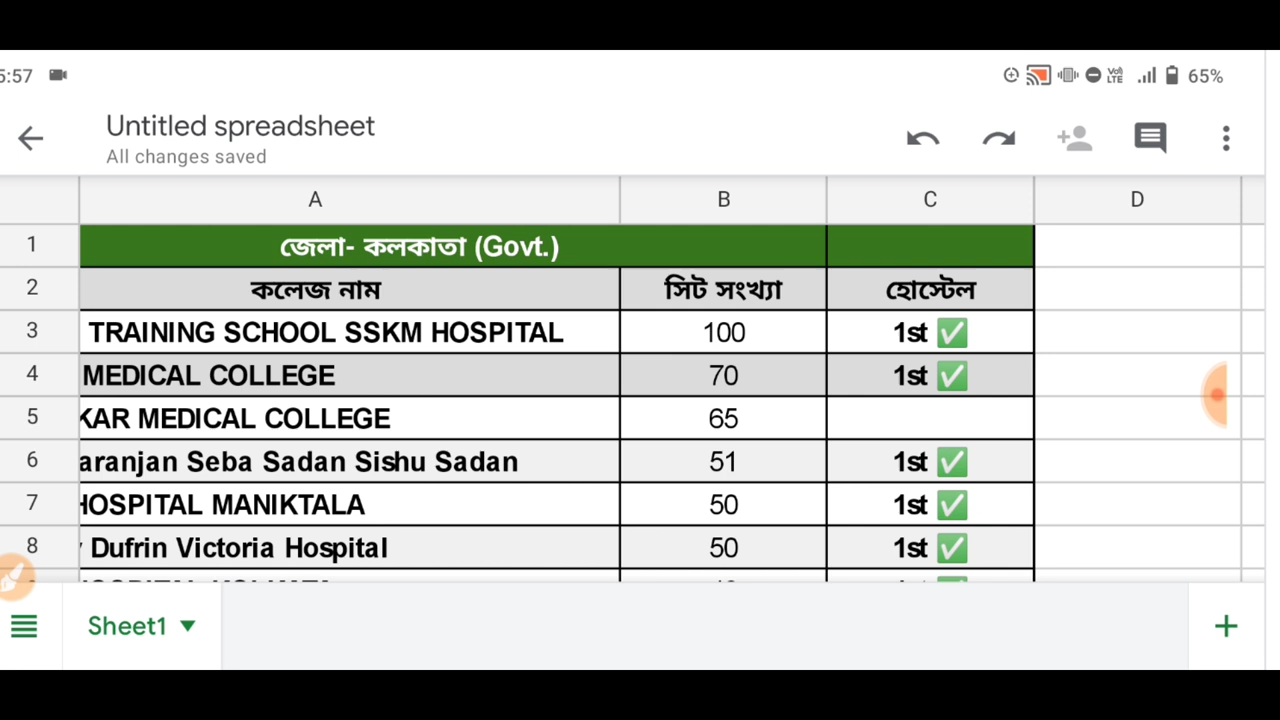 5:57 65%
Untitled spreadsheet
All changes saved
A B C D
1 জেলা- কলকাতা (Govt.)
2 কলেজ নাম সিট সংখ্যা হোস্টেল
3 TRAINING SCHOOL SSKM HOSPITAL 100 1st ✅
4 MEDICAL COLLEGE 70 1st ✅
5 KAR MEDICAL COLLEGE 65
6 aranjan Seba Sadan Sishu Sadan 51 1st ✅
7 HOSPITAL MANIKTALA 50 1st ✅
8 Dufrin Victoria Hospital 50 1st ✅
Sheet1